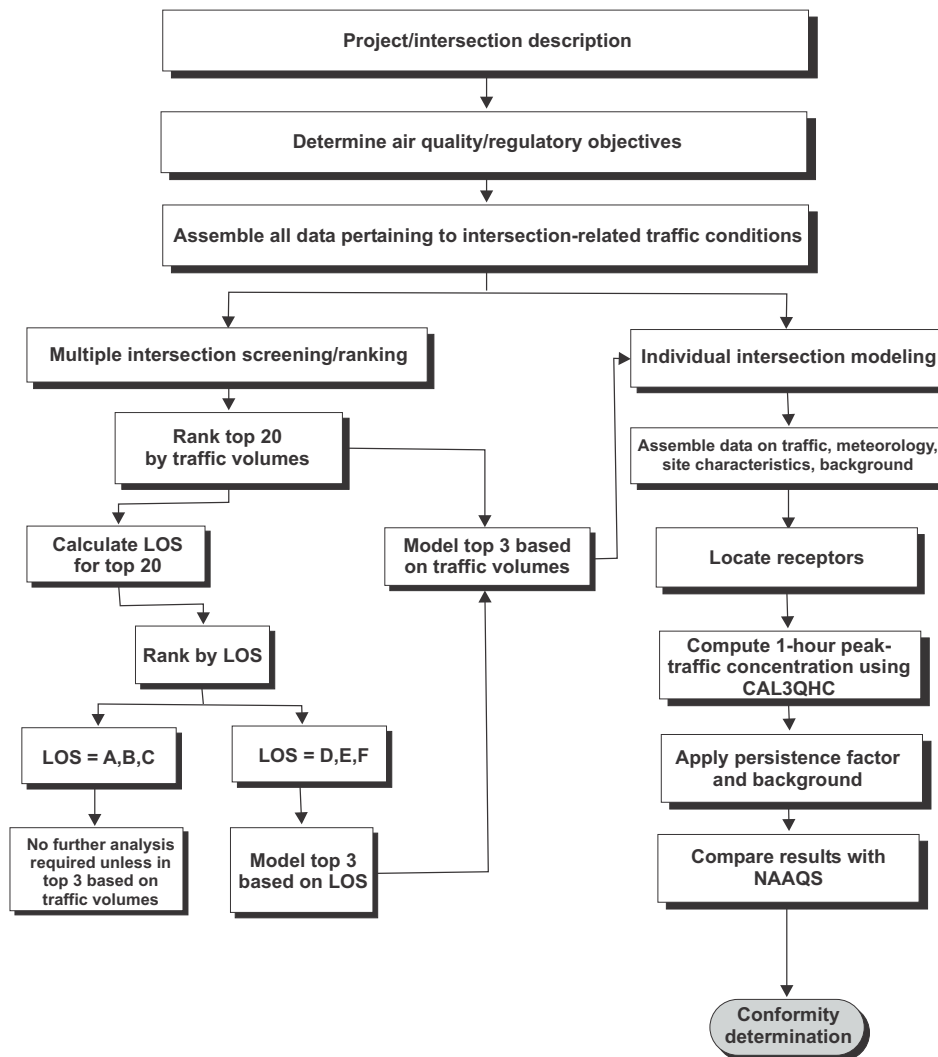 Project/intersection description
Determine air quality/regulatory objectives
Assemble all data pertaining to intersection-related traffic conditions
Multiple intersection screening/ranking
Rank top 20
by traffic volumes
Calculate LOS
for top 20
Rank by LOS
LOS = A,B,C
LOS = D,E,F
No further analysis
required unless in
top 3 based on
traffic volumes
Model top 3
based on LOS
Model top 3 based
on traffic volumes
Individual intersection modeling
Assemble data on traffic, meteorology,
site characteristics, background
Locate receptors
Compute 1-hour peak-
traffic concentration using
CAL3QHC
Apply persistence factor
and background
Compare results with
NAAQS
Conformity
determination